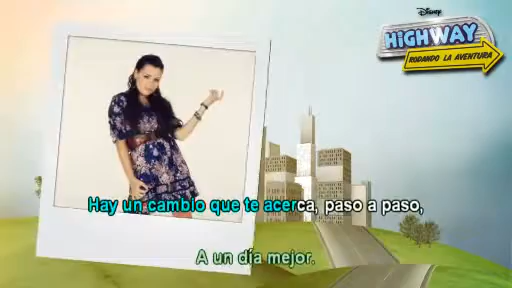 Disney
HIGHWAY
RODANDO LA AVENTURA
Hay un cambio que te acerca, paso a paso,
A un día mejor.